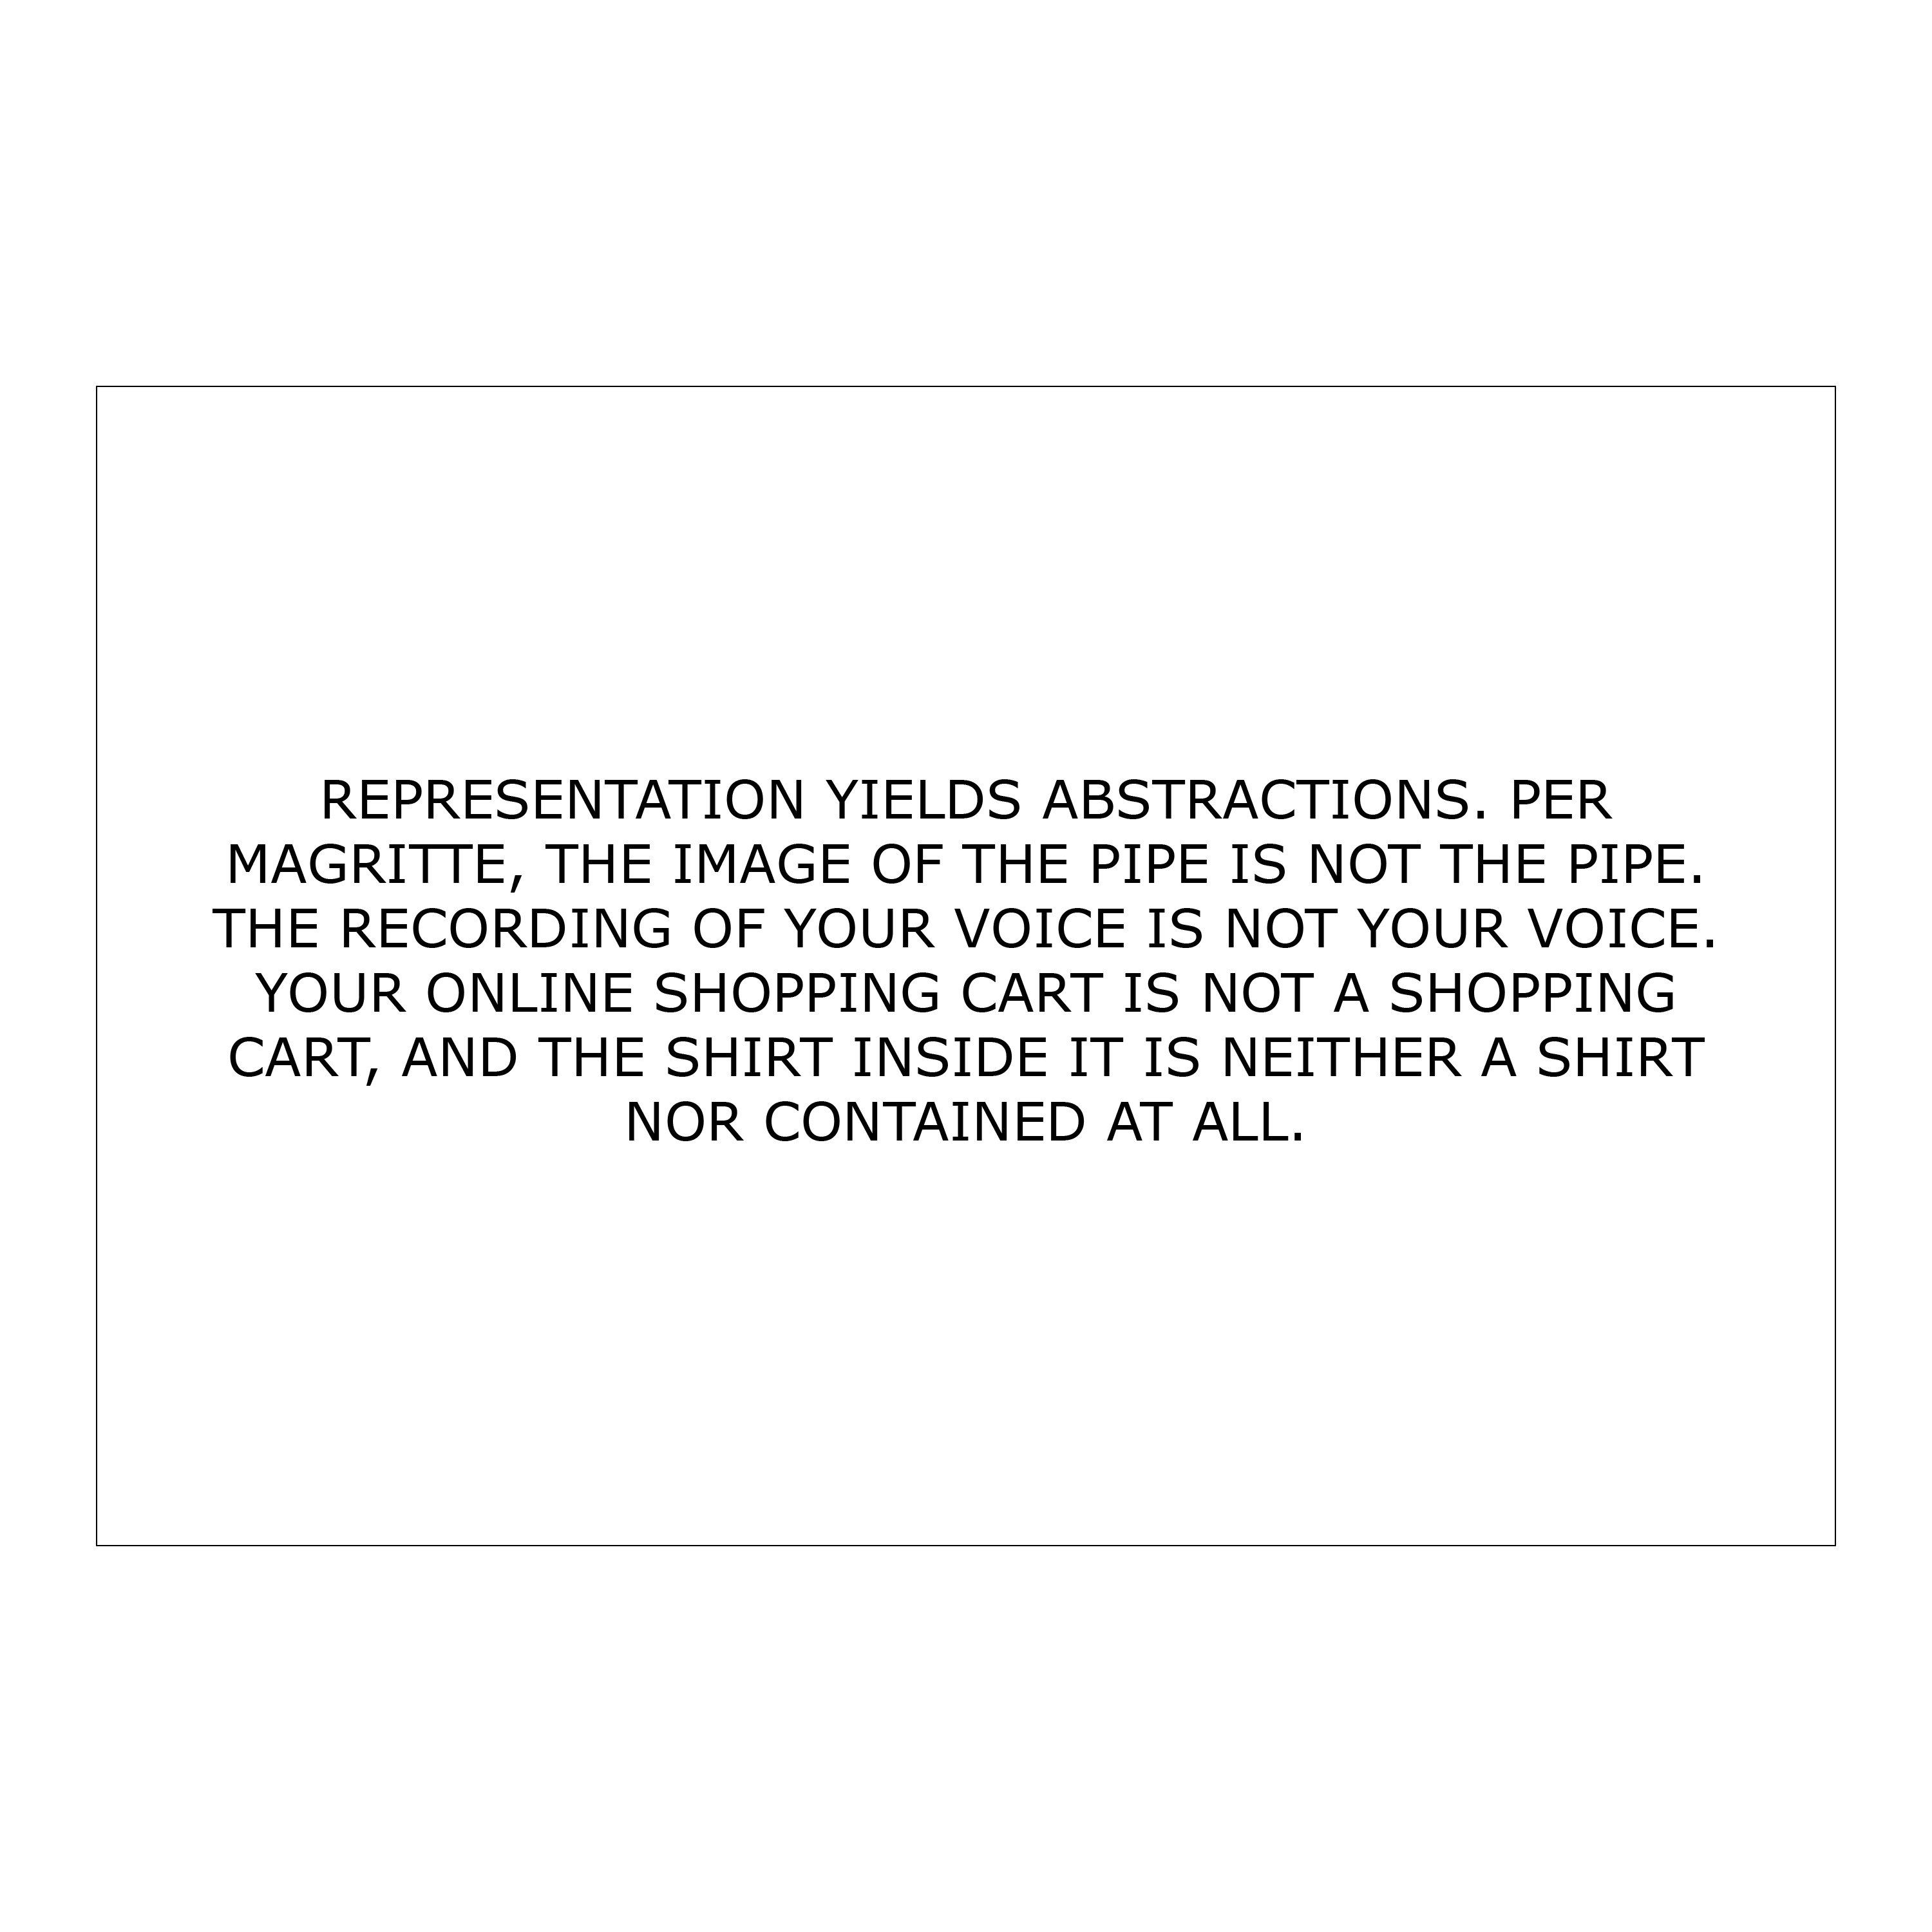 REPRESENTATION YIELDS ABSTRACTIONS. PER
MAGRITTE, THE IMAGE OF THE PIPE IS NOT THE PIPE.
THE RECORDING OF YOUR VOICE IS NOT YOUR VOICE.
YOUR ONLINE SHOPPING CART IS NOT A SHOPPING
CART, AND THE SHIRT INSIDE IT IS NEITHER A SHIRT
NOR CONTAINED AT ALL.